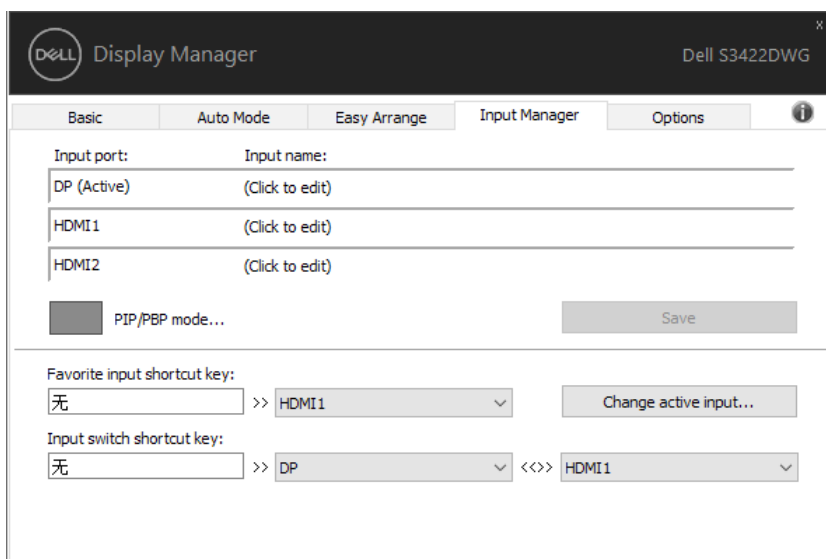 x
DELL Display Manager Dell S3422DWG
Basic Auto Mode Easy Arrange Input Manager Options i
Input port: Input name:
DP (Active) (Click to edit)
HDMI1 (Click to edit)
HDMI2 (Click to edit)
PIP/PBP mode... Save
Favorite input shortcut key:
无 >> HDMI1 Change active input...
Input switch shortcut key:
无 >> DP <<>> HDMI1